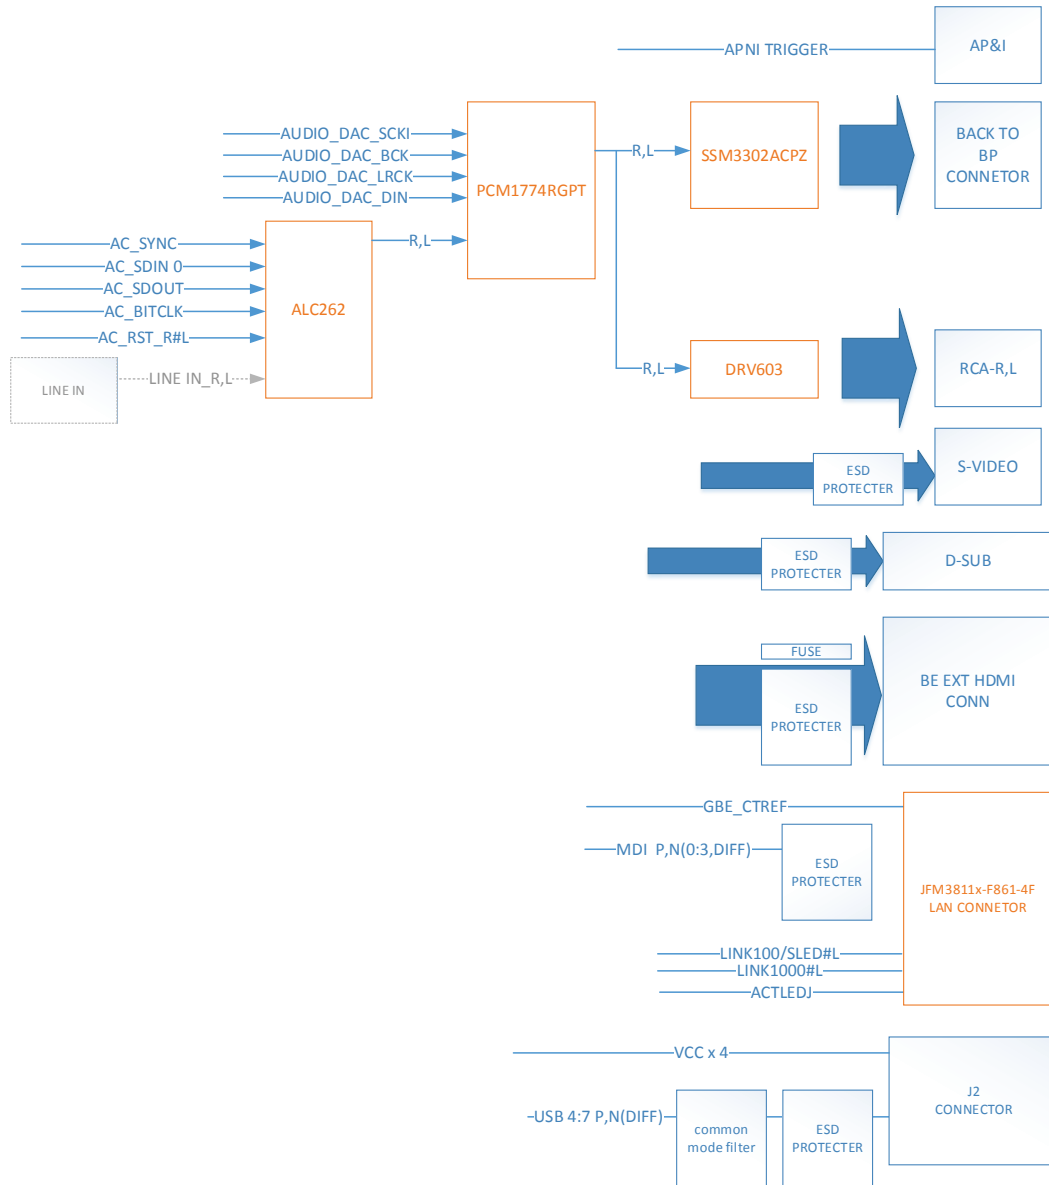 APNI TRIGGER
AP&I
AUDIO_DAC_SCKI
AUDIO_DAC_BCK
AUDIO_DAC_LRCK
AUDIO_DAC_DIN
PCM1774RGPT
R,L
SSM3302ACPZ
BACK TO
BP
CONNETOR
AC_SYNC
AC_SDIN 0
AC_SDOUT
AC_BITCLK
AC_RST_R#L
ALC262
R,L
LINE IN
LINE IN_R,L
R,L
DRV603
RCA-R,L
ESD
PROTECTER
S-VIDEO
ESD
PROTECTER
D-SUB
FUSE
ESD
PROTECTER
BE EXT HDMI
CONN
GBE_CTREF
MDI P,N(0:3,DIFF)
ESD
PROTECTER
JFM3811x-F861-4F
LAN CONNETOR
LINK100/SLED#L
LINK1000#L
ACTLEDJ
VCC x 4
J2
CONNECTOR
USB 4:7 P,N(DIFF)
common
mode filter
ESD
PROTECTER